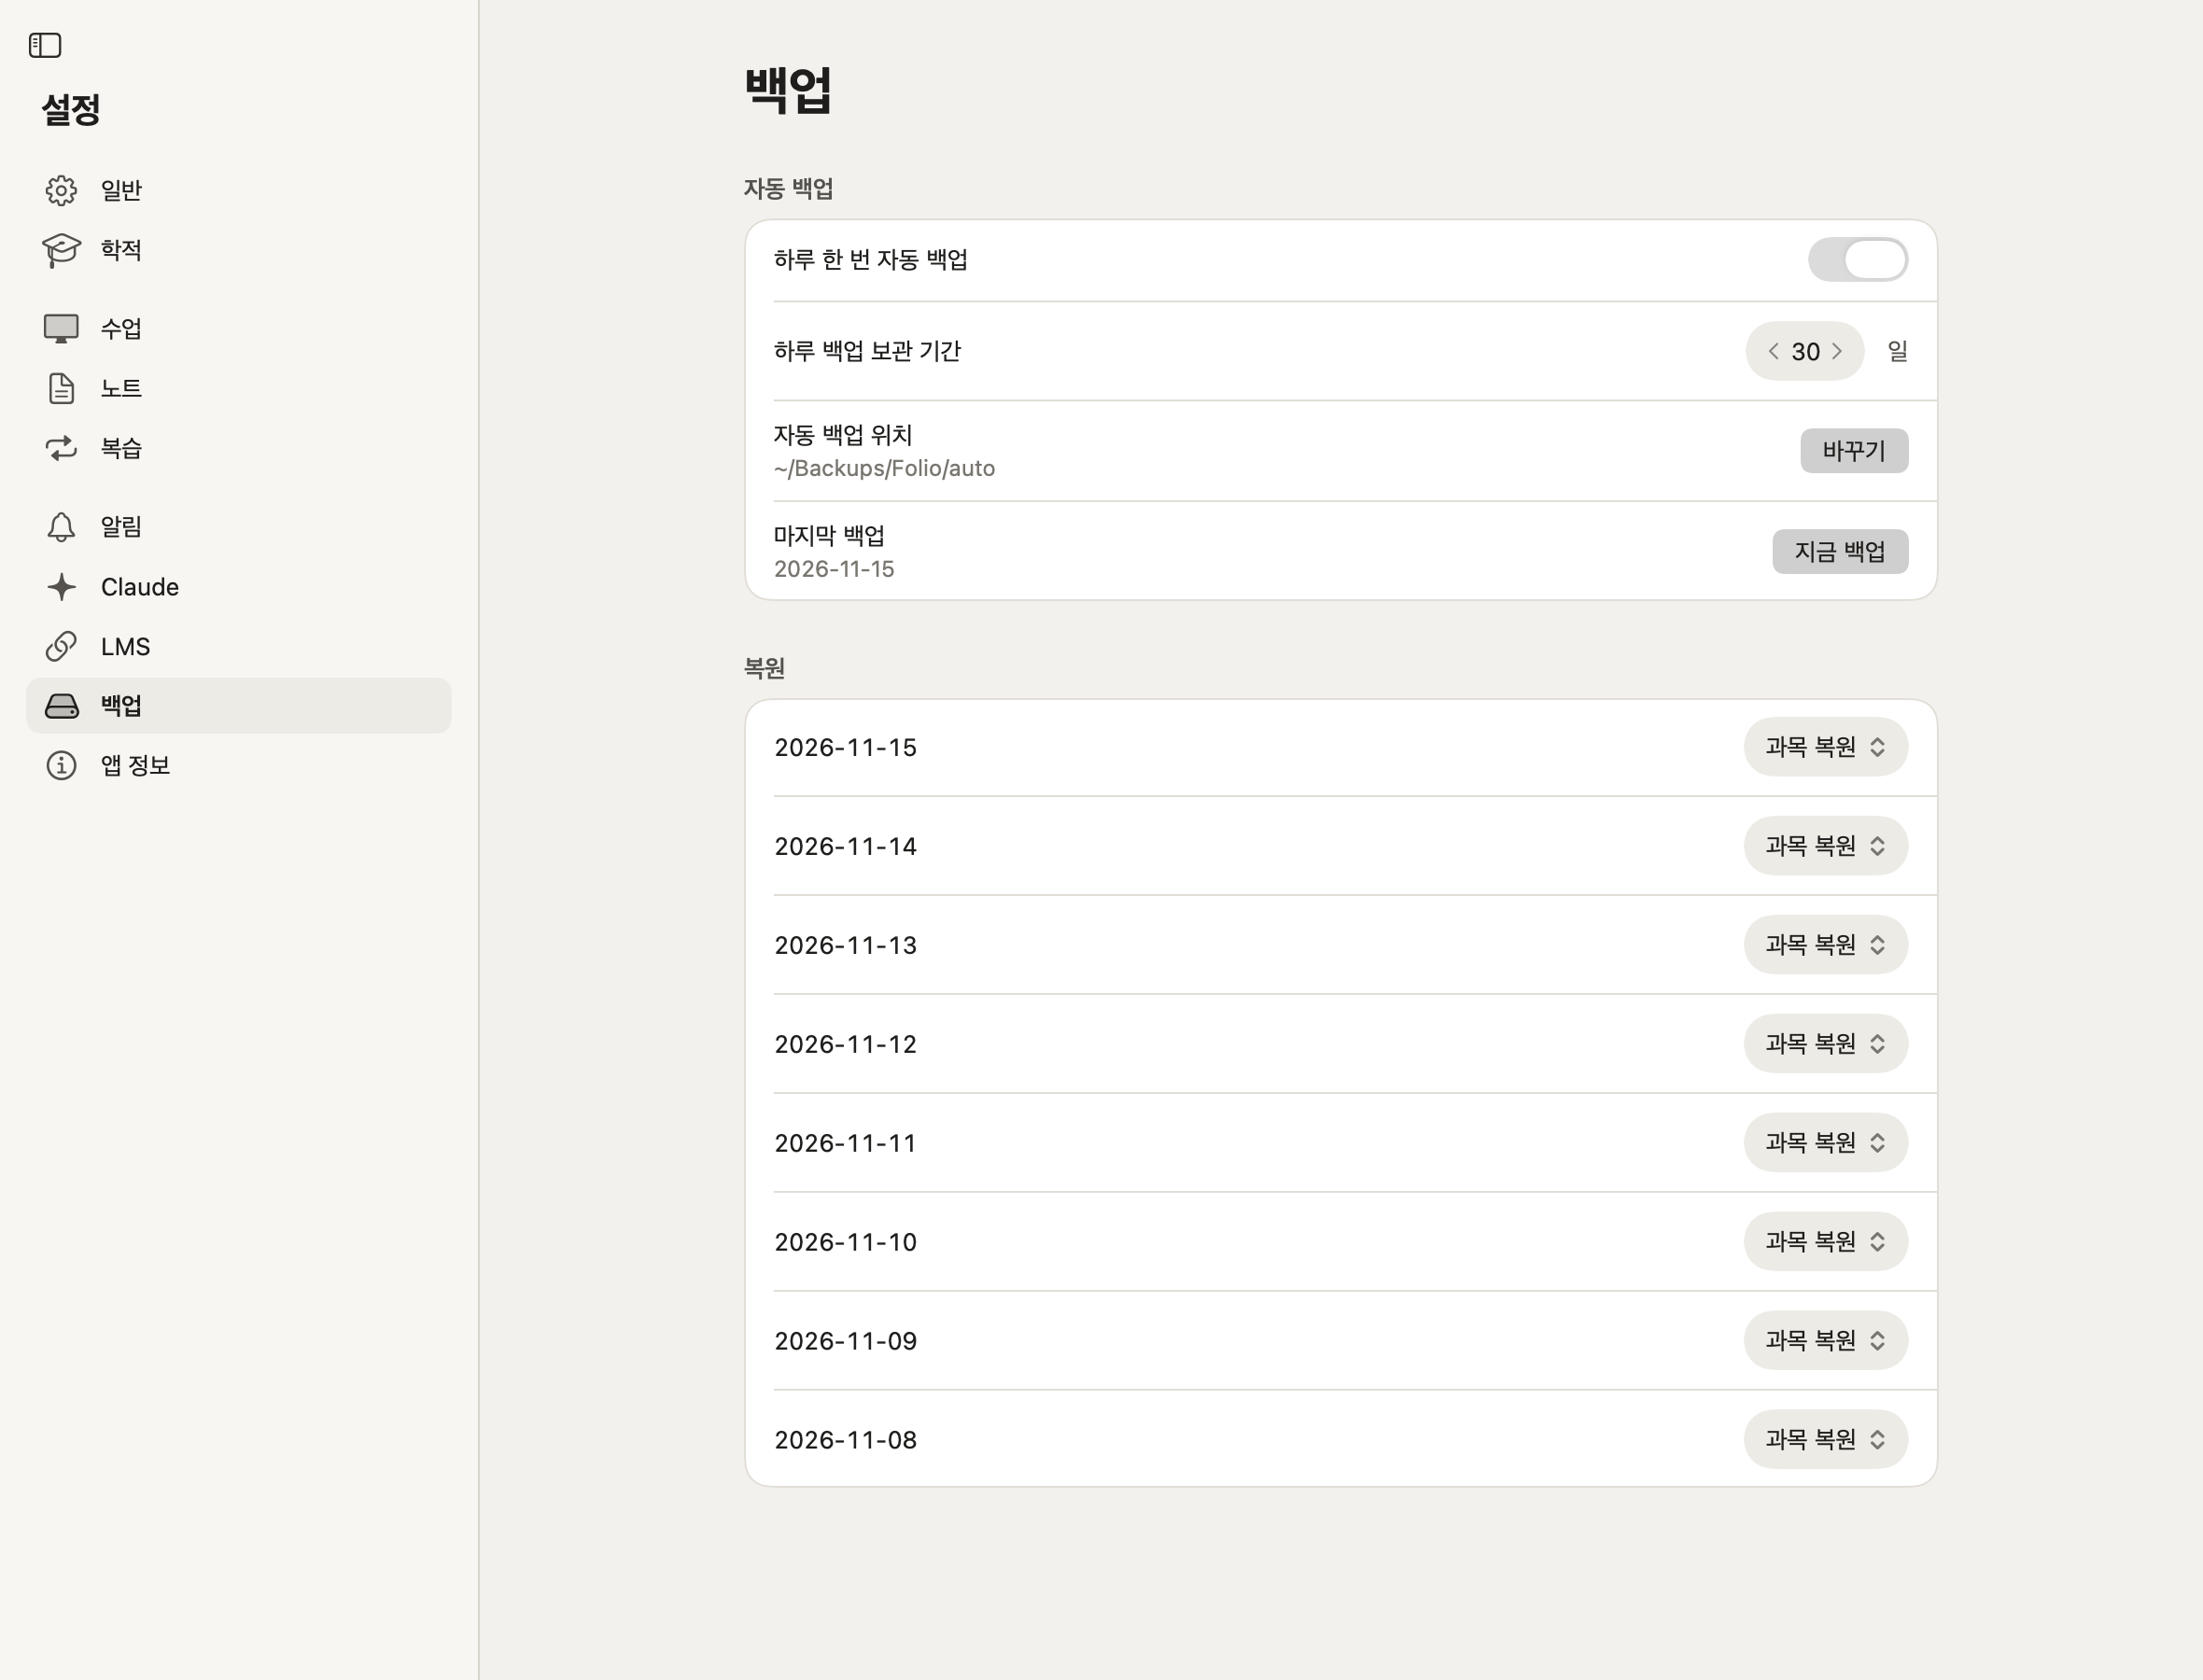 설정
일반
학적
수업
노트
복습
알림
Claude
LMS
백업
앱 정보
백업
자동 백업
하루 한 번 자동 백업
하루 백업 보관 기간
30 일
자동 백업 위치
~/Backups/Folio/auto
바꾸기
마지막 백업
2026-11-15
지금 백업
복원
2026-11-15 과목 복원
2026-11-14 과목 복원
2026-11-13 과목 복원
2026-11-12 과목 복원
2026-11-11 과목 복원
2026-11-10 과목 복원
2026-11-09 과목 복원
2026-11-08 과목 복원